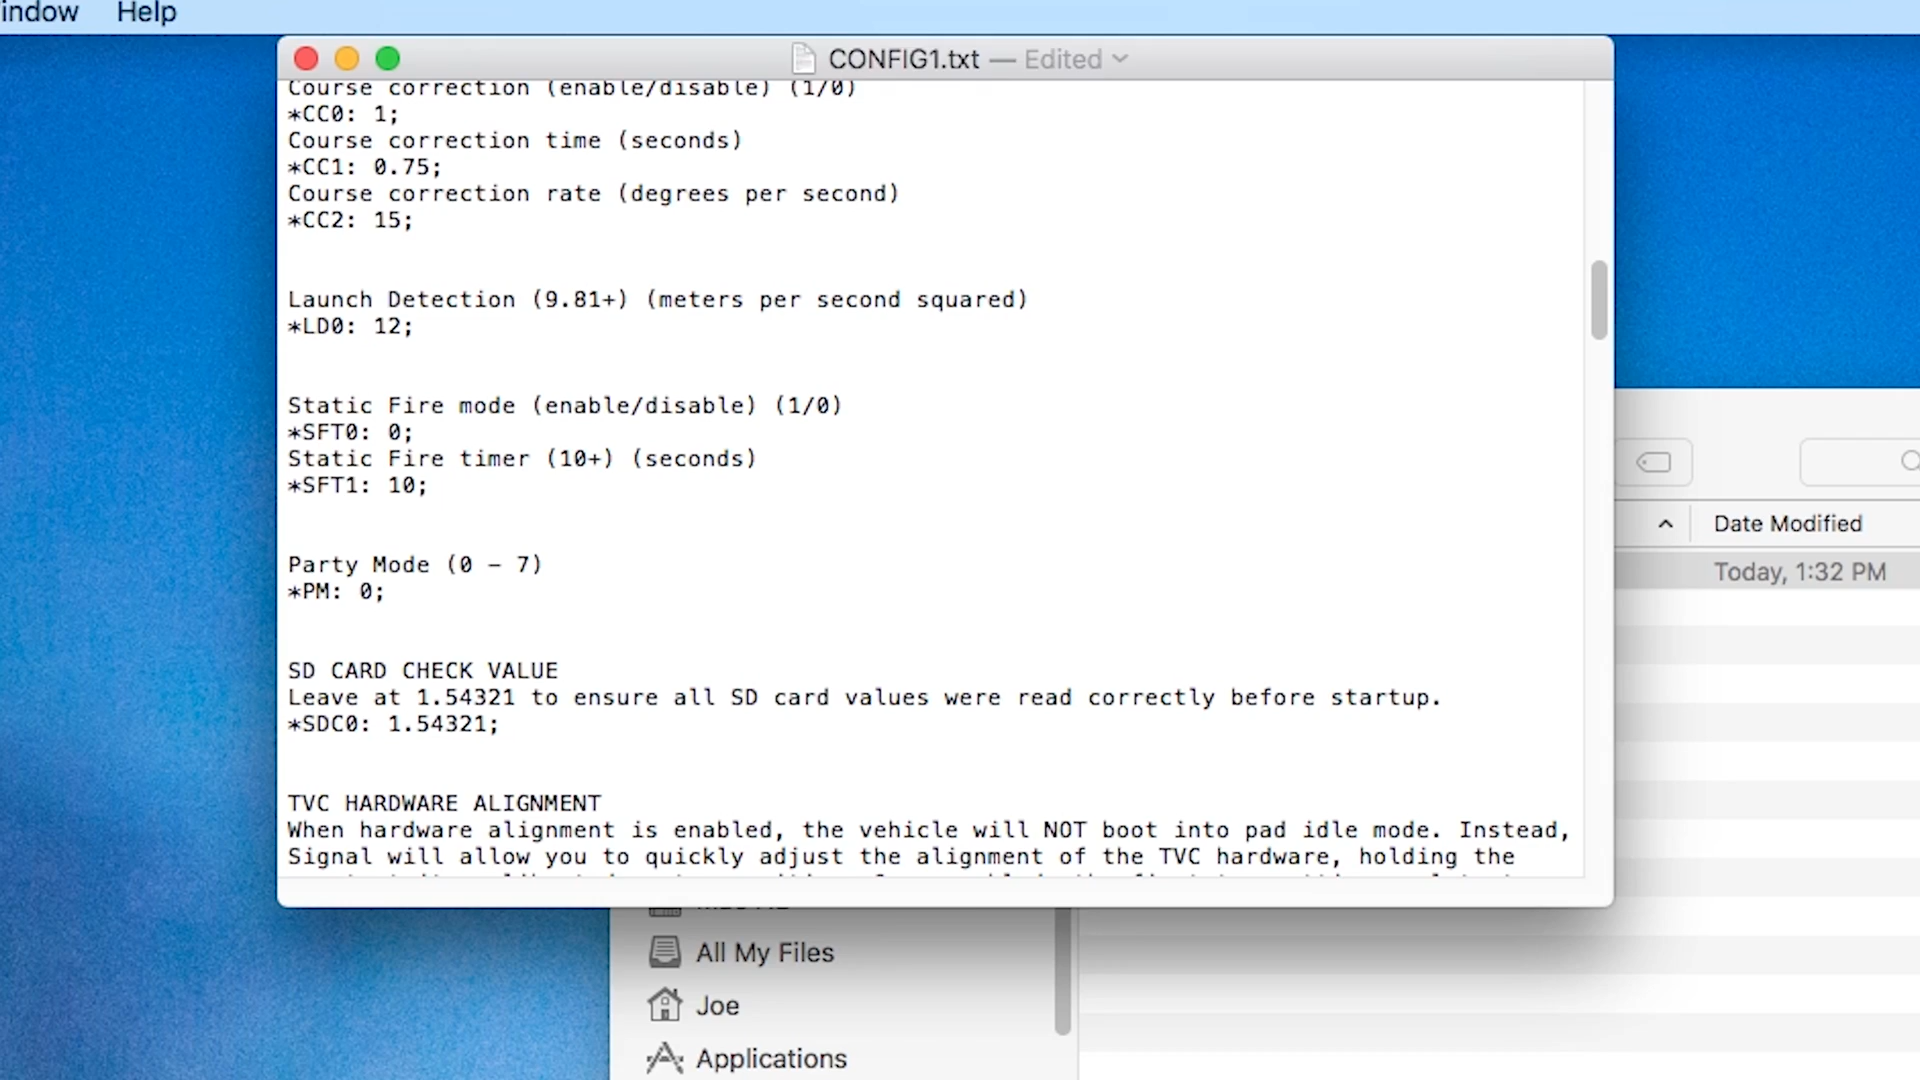 indow Help
CONFIG1.txt — Edited
Course correction (enable/disable) (1/0)
*CC0: 1;
Course correction time (seconds)
*CC1: 0.75;
Course correction rate (degrees per second)
*CC2: 15;
Launch Detection (9.81+) (meters per second squared)
*LD0: 12;
Static Fire mode (enable/disable) (1/0)
*SFT0: 0;
Static Fire timer (10+) (seconds)
*SFT1: 10;
Party Mode (0 – 7)
*PM: 0;
SD CARD CHECK VALUE
Leave at 1.54321 to ensure all SD card values were read correctly before startup.
*SDC0: 1.54321;
TVC HARDWARE ALIGNMENT
When hardware alignment is enabled, the vehicle will NOT boot into pad idle mode. Instead,
Signal will allow you to quickly adjust the alignment of the TVC hardware, holding the
Date Modified
Today, 1:32 PM
All My Files
Joe
Applications